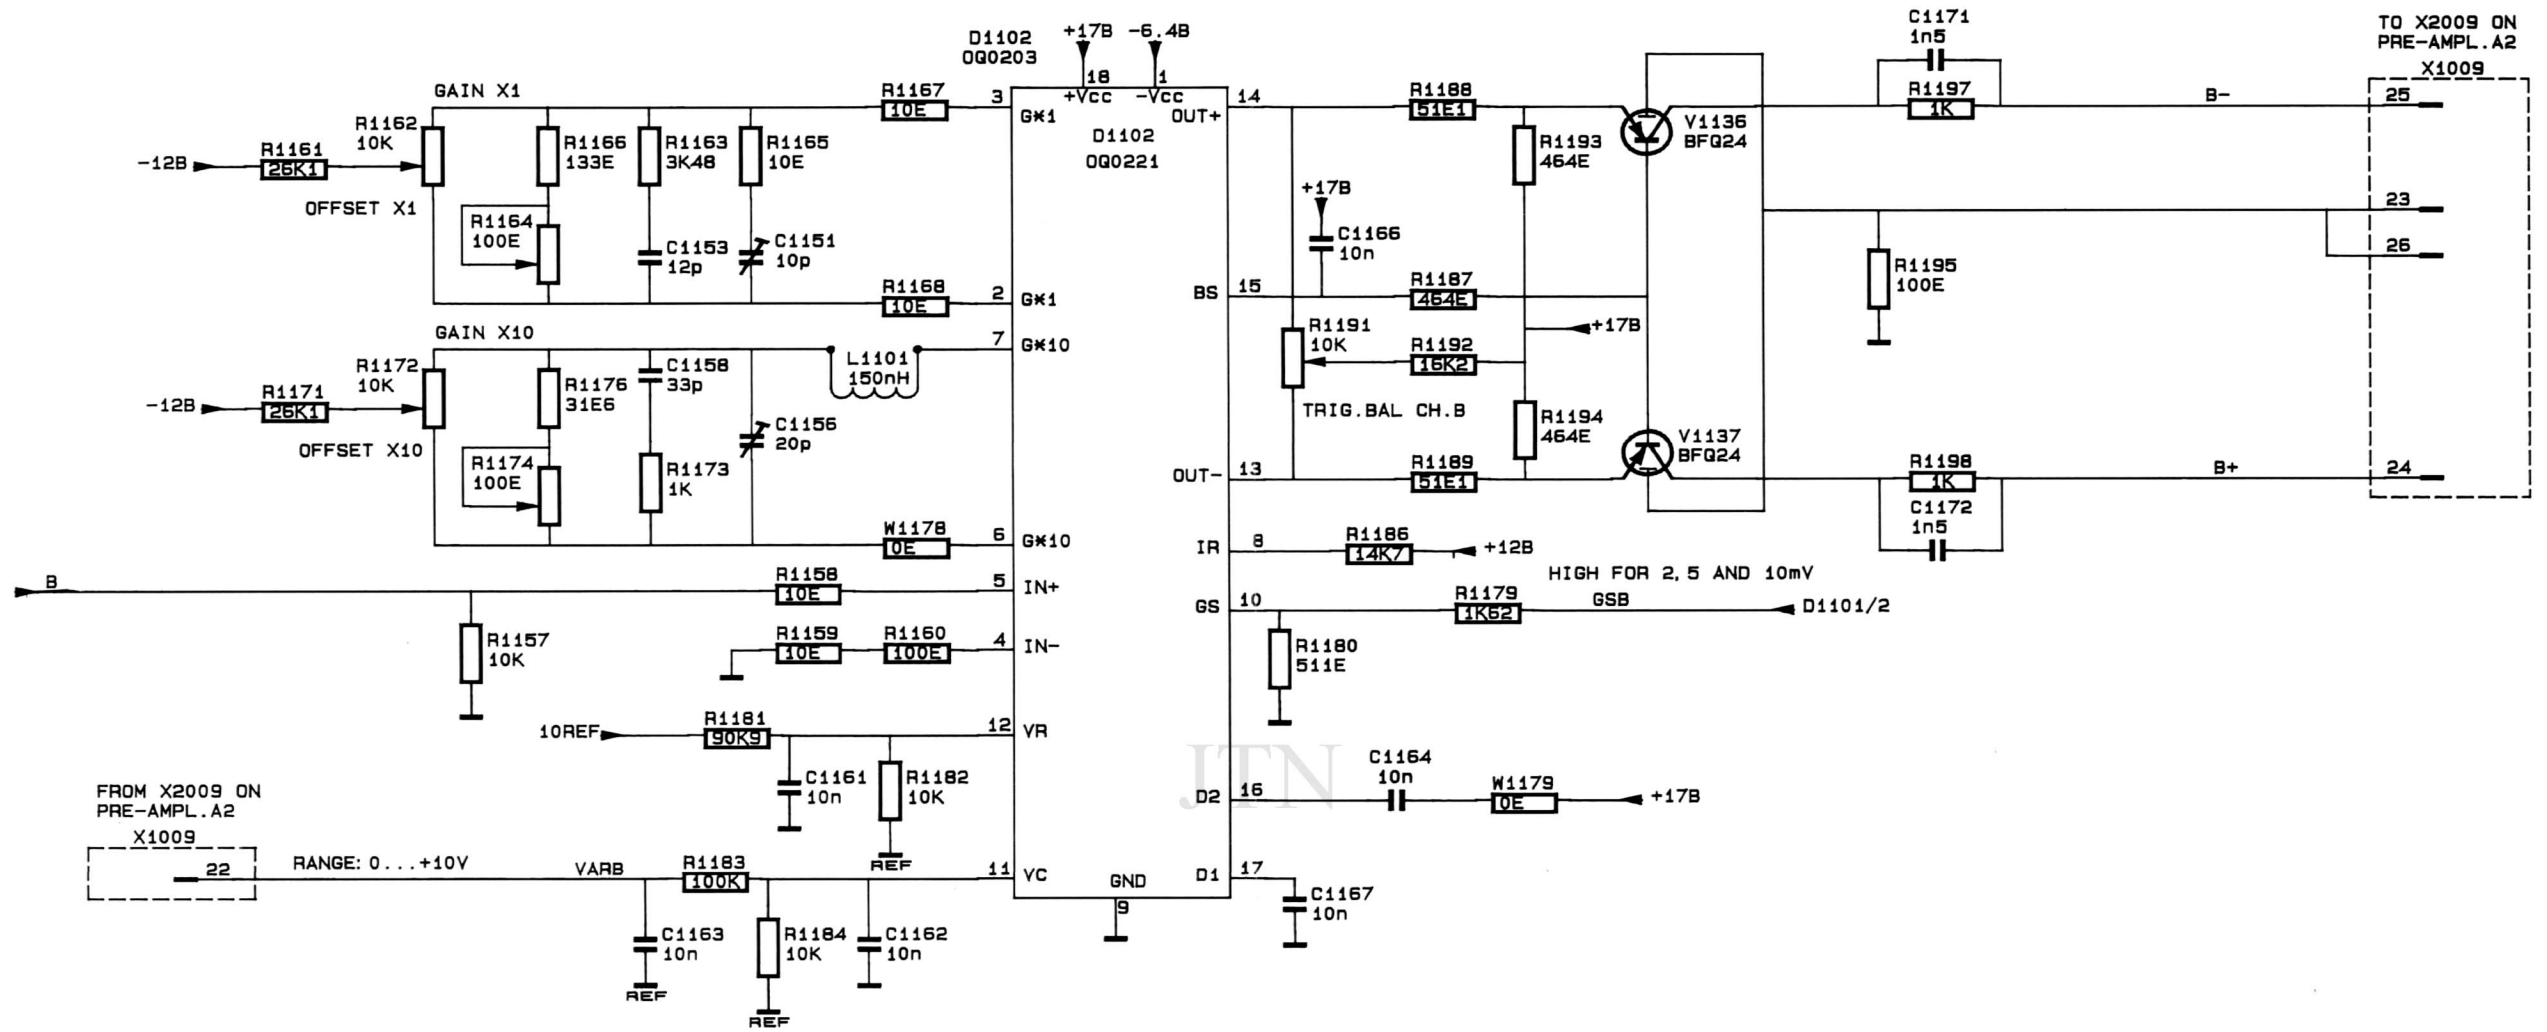 D1102
OQ0203
+17B
-6.4B
18
1
+Vcc
-Vcc
D1102
OQ0221
GAIN X1
R1162
10K
R1161
26K1
-12B
OFFSET X1
R1166
133E
R1164
100E
R1163
3K48
C1153
12p
R1165
10E
C1151
10p
R1167
10E
3
G*1
R1168
10E
2
G*1
GAIN X10
R1172
10K
R1171
26K1
-12B
OFFSET X10
R1176
31E6
R1174
100E
C1158
33p
R1173
1K
C1156
20p
L1101
150nH
7
G*10
W1178
0E
6
G*10
B
R1157
10K
R1158
10E
5
IN+
R1159
10E
R1160
100E
4
IN-
10REF
R1181
90K9
12
VR
C1161
10n
R1182
10K
REF
FROM X2009 ON
PRE-AMPL.A2
X1009
22
RANGE: 0...+10V
VARB
R1183
100K
11
VC
C1163
10n
REF
R1184
10K
REF
C1162
10n
GND
9
14
OUT+
R1188
51E1
R1193
464E
V1136
BFQ24
+17B
C1166
10n
15
BS
R1187
464E
+17B
R1191
10K
R1192
16K2
TRIG.BAL CH.B
R1194
464E
V1137
BFQ24
13
OUT-
R1189
51E1
8
IR
R1186
14K7
+12B
HIGH FOR 2,5 AND 10mV
10
GS
R1179
1K62
GSB
D1101/2
R1180
511E
JTN
16
D2
C1164
10n
W1179
0E
+17B
17
D1
C1167
10n
C1171
1n5
R1197
1K
B-
TO X2009 ON
PRE-AMPL.A2
X1009
25
23
26
R1195
100E
R1198
1K
C1172
1n5
B+
24